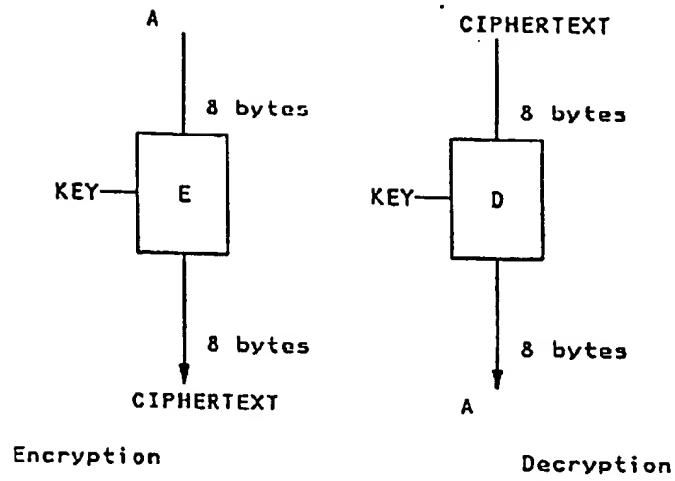 A
8 bytes
KEY
E
8 bytes
CIPHERTEXT
Encryption
CIPHERTEXT
8 bytes
KEY
D
8 bytes
A
Decryption